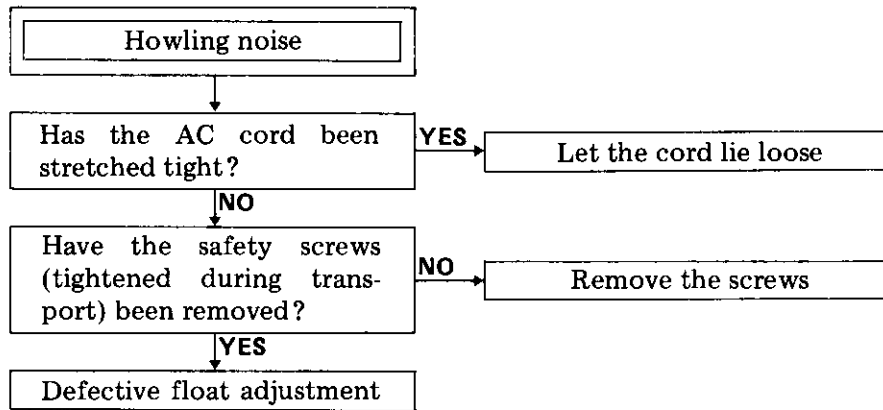 Howling noise
Has the AC cord been
stretched tight?
YES
Let the cord lie loose
NO
Have the safety screws
(tightened during trans-
port) been removed?
NO
Remove the screws
YES
Defective float adjustment